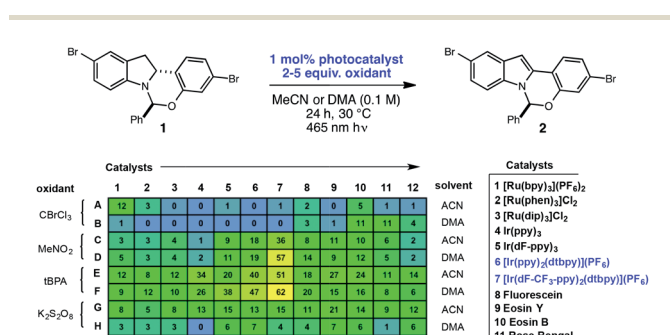 Br
Br
N
O
Ph
1
1 mol% photocatalyst
2-5 equiv. oxidant
MeCN or DMA (0.1 M)
24 h, 30 °C
465 nm hν
Br
Br
N
O
Ph
2
Catalysts
oxidant 1 2 3 4 5 6 7 8 9 10 11 12 solvent
CBrCl₃
A 12 3 0 0 1 0 1 2 0 5 1 1 ACN
B 1 0 0 0 0 0 0 3 1 11 11 4 DMA
MeNO₂
C 3 3 4 1 9 18 36 8 11 10 6 2 ACN
D 5 3 4 2 11 19 57 14 9 12 5 2 DMA
tBPA
E 12 8 12 34 20 40 51 18 27 24 11 14 ACN
F 9 12 10 26 38 47 62 20 15 16 8 6 DMA
K₂S₂O₈
G 8 5 8 13 15 13 15 11 21 14 9 12 ACN
H 3 3 3 0 6 7 4 4 7 6 1 6 DMA
Catalysts
1 [Ru(bpy)₃](PF₆)₂
2 [Ru(phen)₃]Cl₂
3 [Ru(dip)₃]Cl₂
4 Ir(ppy)₃
5 Ir(dF-ppy)₃
6 [Ir(ppy)₂(dtbpy)](PF₆)
7 [Ir(dF-CF₃-ppy)₂(dtbpy)](PF₆)
8 Fluorescein
9 Eosin Y
10 Eosin B
11 Rose Bengal